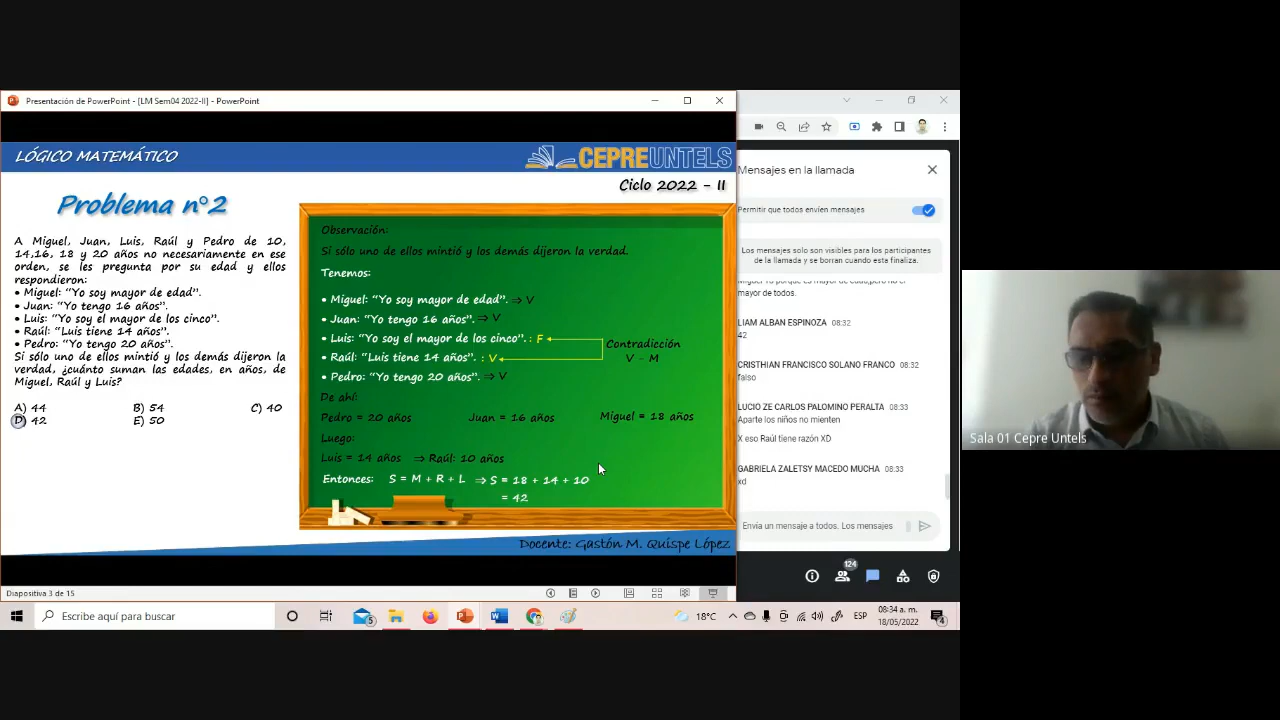 Presentación de PowerPoint - [LM Sem04 2022-II] - PowerPoint
LÓGICO MATEMÁTICO
CEPREUNTELS
Ciclo 2022 - II
Problema n°2
A Miguel, Juan, Luis, Raúl y Pedro de 10,
14,16, 18 y 20 años no necesariamente en ese
orden, se les pregunta por su edad y ellos
respondieron:
• Miguel: “Yo soy mayor de edad”.
• Juan: “Yo tengo 16 años”.
• Luis: “Yo soy el mayor de los cinco”.
• Raúl: “Luis tiene 14 años”.
• Pedro: “Yo tengo 20 años”.
Si sólo uno de ellos mintió y los demás dijeron la
verdad, ¿cuánto suman las edades, en años, de
Miguel, Raúl y Luis?
A) 44 B) 54 C) 40
D) 42 E) 50
Observación:
Si sólo uno de ellos mintió y los demás dijeron la verdad.
Tenemos:
• Miguel: “Yo soy mayor de edad”. ⇒ V
• Juan: “Yo tengo 16 años”. ⇒ V
• Luis: “Yo soy el mayor de los cinco”. : F
• Raúl: “Luis tiene 14 años”. : V
Contradicción
V - M
• Pedro: “Yo tengo 20 años”. ⇒ V
De ahí:
Pedro = 20 años Juan = 16 años Miguel = 18 años
Luego:
Luis = 14 años ⇒ Raúl: 10 años
Entonces: S = M + R + L ⇒ S = 18 + 14 + 10
= 42
Docente: Gastón M. Quispe López
Diapositiva 3 de 15
Mensajes en la llamada
Permitir que todos envíen mensajes
Los mensajes solo son visibles para los participantes
de la llamada y se borran cuando esta finaliza.
mayor de todos.
LIAM ALBAN ESPINOZA 08:32
42
CRISTHIAN FRANCISCO SOLANO FRANCO 08:33
falso
LUCIO ZE CARLOS PALOMINO PERALTA 08:33
Aparte los niños no mienten
X eso Raúl tiene razón XD
GABRIELA ZALETSY MACEDO MUCHA 08:33
xd
Envía un mensaje a todos. Los mensajes
124
Sala 01 Cepre Untels
Escribe aquí para buscar
5
18°C
ESP
08:34 a. m.
18/05/2022
4